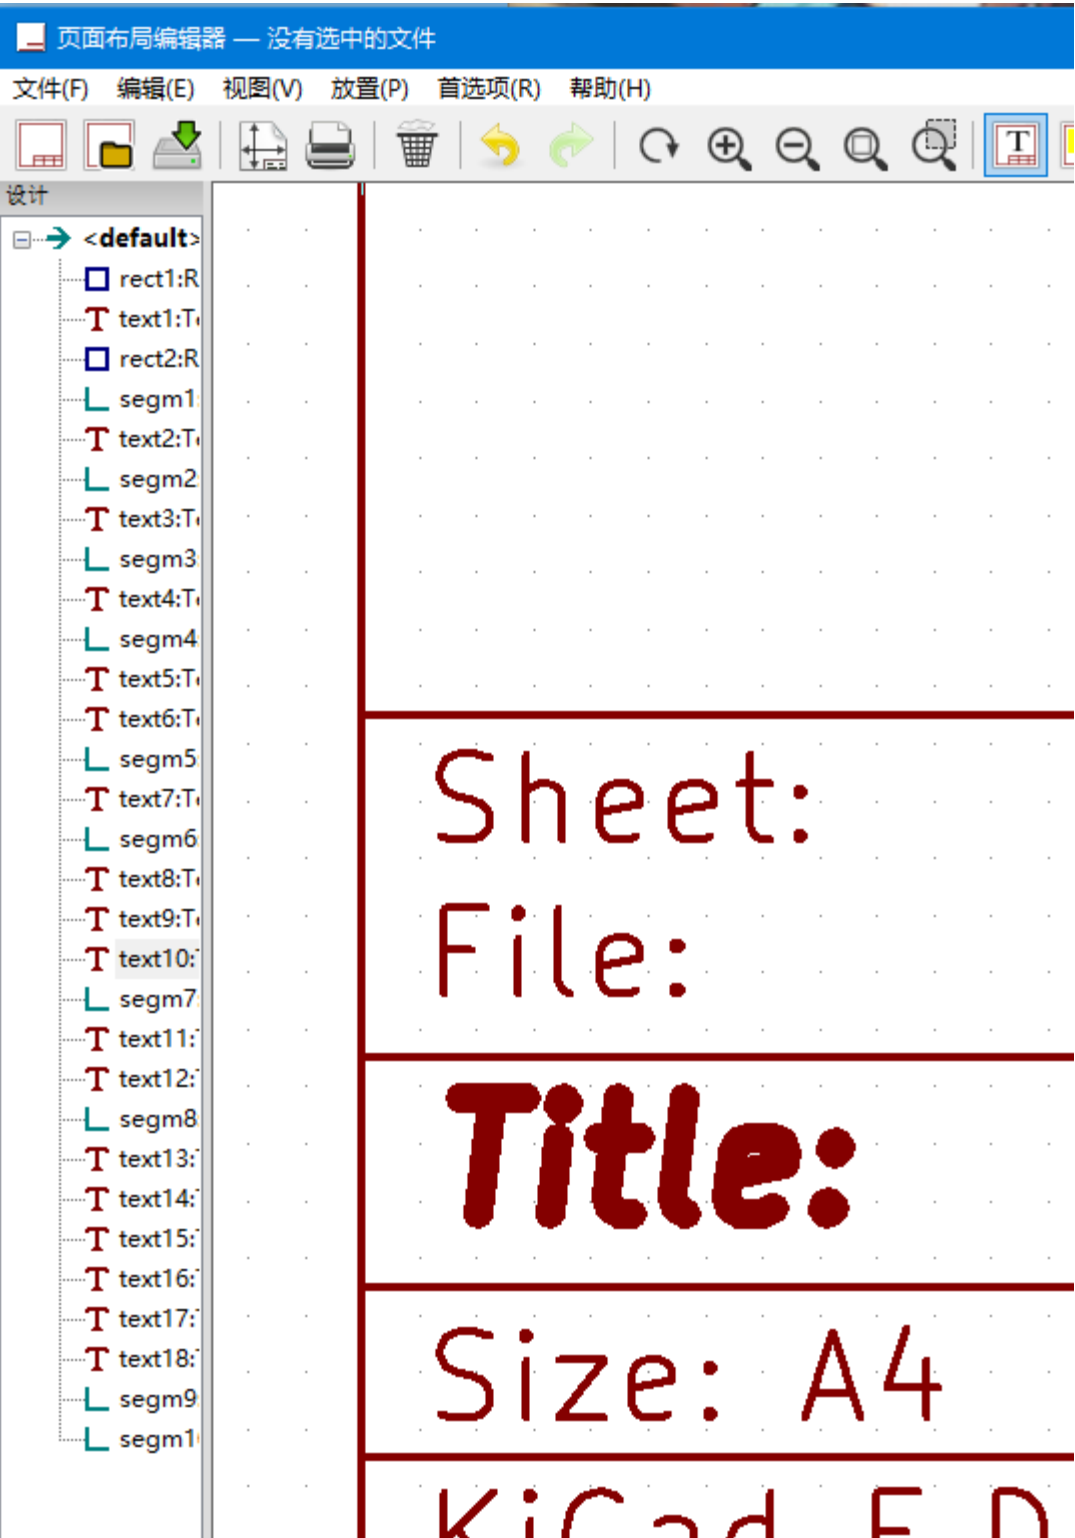 页面布局编辑器 — 没有选中的文件
文件(F) 编辑(E) 视图(V) 放置(P) 首选项(R) 帮助(H)
设计
<default>
rect1:R
text1:T
rect2:R
segm1:
text2:T
segm2:
text3:T
segm3:
text4:T
segm4:
text5:T
text6:T
segm5:
text7:T
segm6:
text8:T
text9:T
text10:
segm7:
text11:
text12:
segm8:
text13:
text14:
text15:
text16:
text17:
text18:
segm9:
segm1
Sheet:
File:
Title:
Size: A4
KiCad E.D